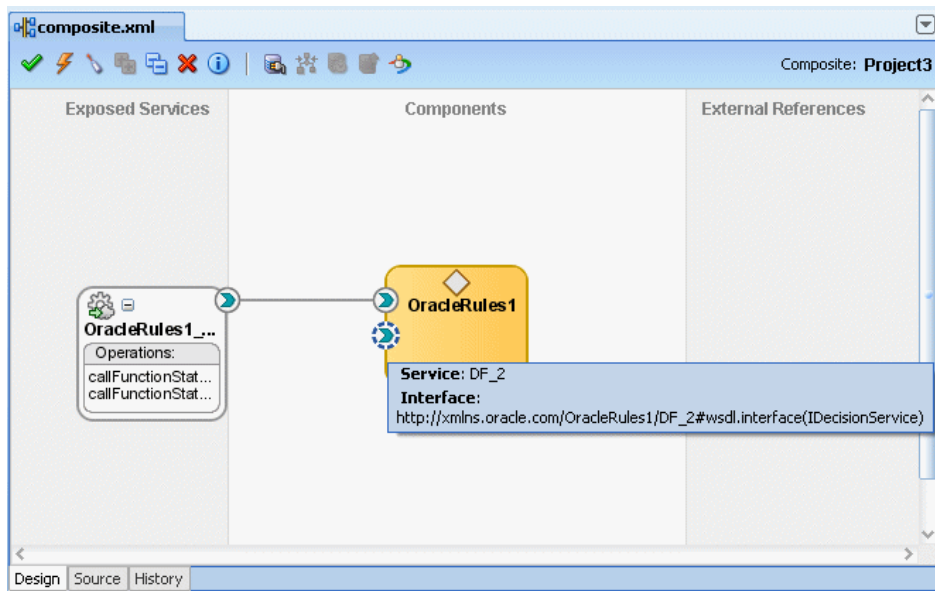 composite.xml
Composite: Project3
Exposed Services
Components
External References
OracleRules1_...
Operations:
callFunctionStat...
callFunctionStat...
OracleRules1
Service: DF_2
Interface:
http://xmlns.oracle.com/OracleRules1/DF_2#wsdl.interface(IDecisionService)
Design Source History